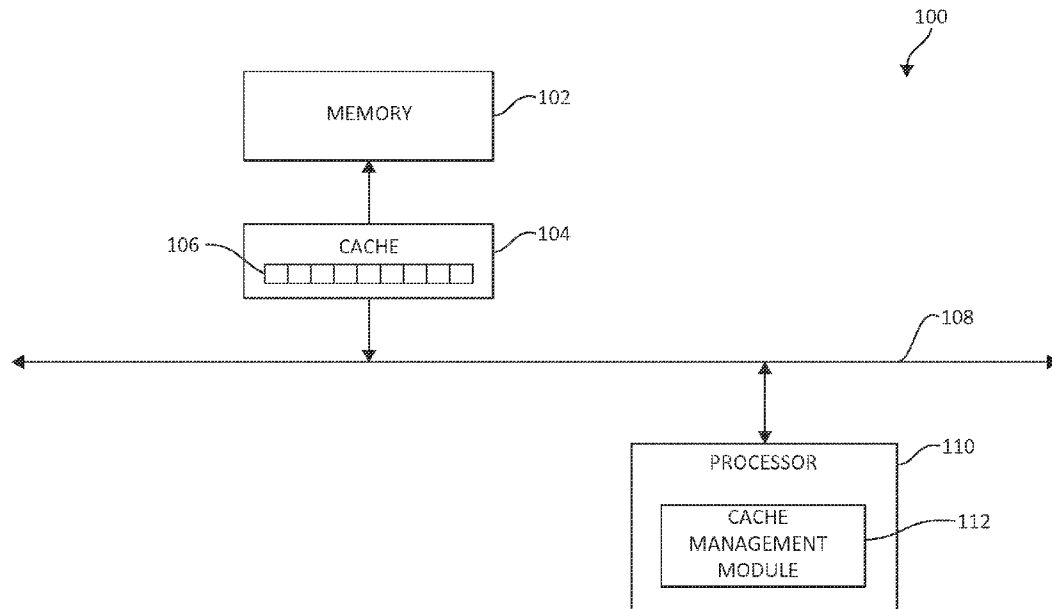 100
MEMORY
102
106
CACHE
104
108
PROCESSOR
110
CACHE
MANAGEMENT
MODULE
112